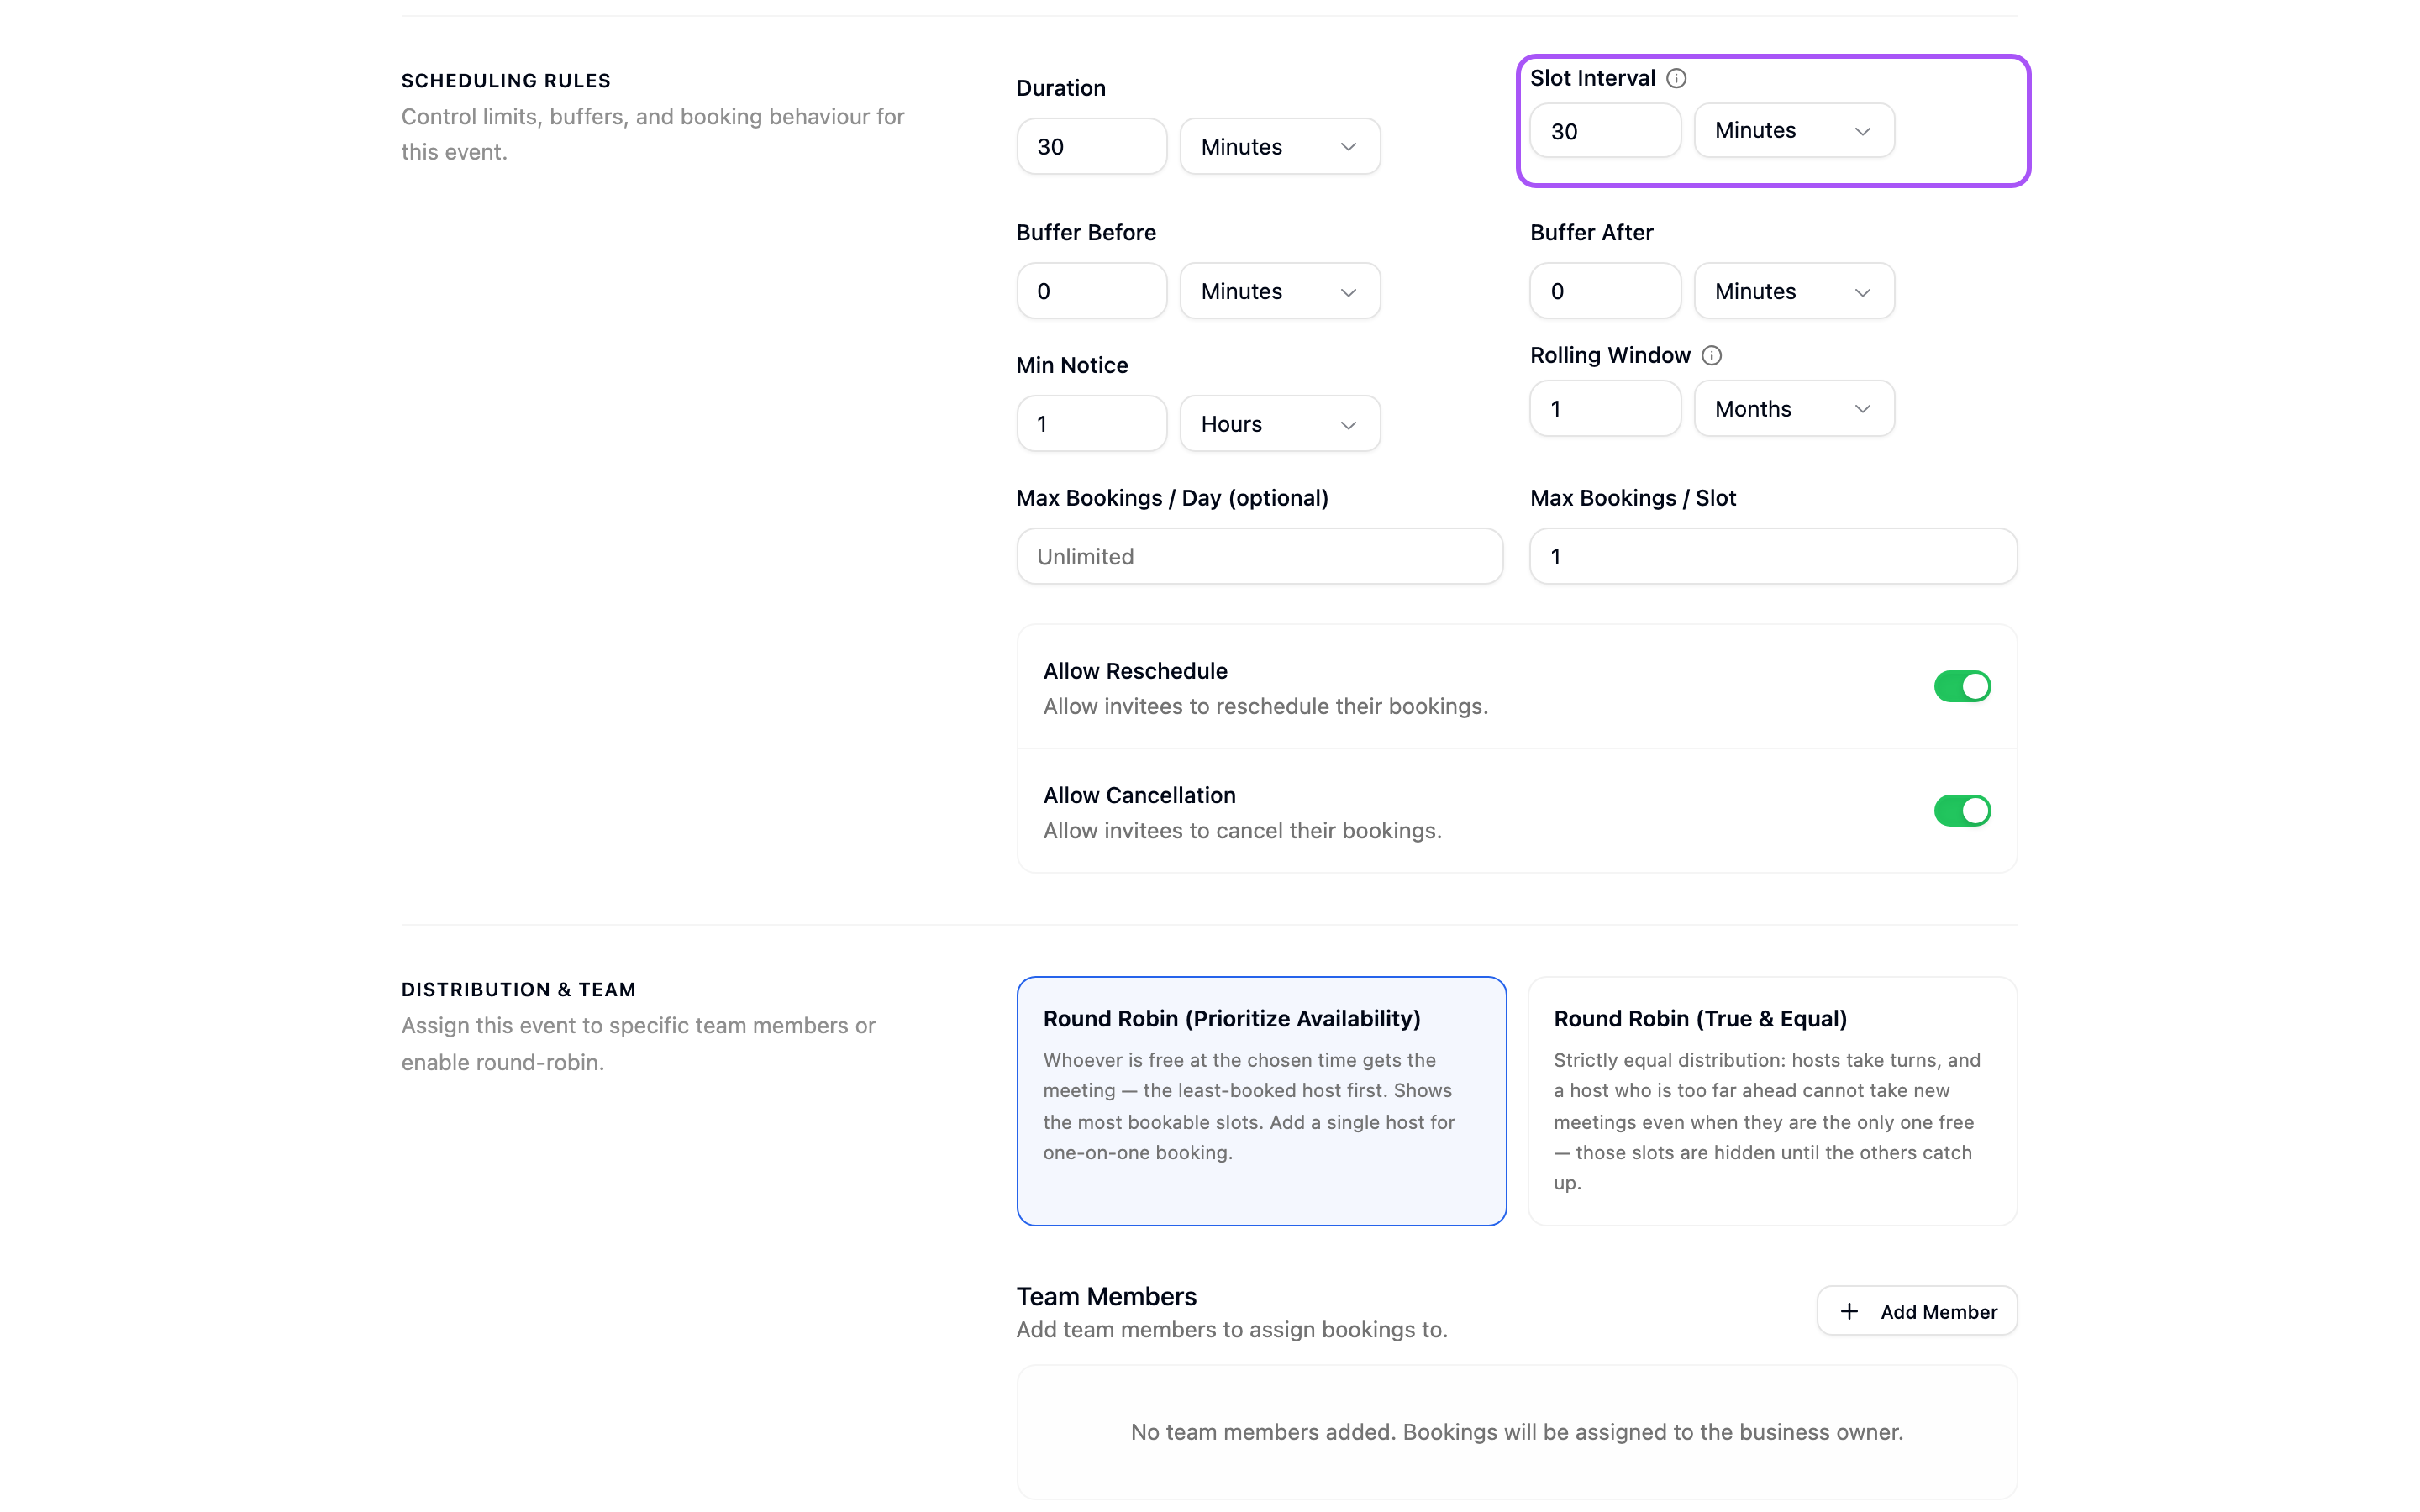 SCHEDULING RULES
Control limits, buffers, and booking behaviour for
this event.
Duration
30
Minutes
Slot Interval
30
Minutes
Buffer Before
0
Minutes
Buffer After
0
Minutes
Min Notice
1
Hours
Rolling Window
1
Months
Max Bookings / Day (optional)
Unlimited
Max Bookings / Slot
1
Allow Reschedule
Allow invitees to reschedule their bookings.
Allow Cancellation
Allow invitees to cancel their bookings.
DISTRIBUTION & TEAM
Assign this event to specific team members or
enable round-robin.
Round Robin (Prioritize Availability)
Whoever is free at the chosen time gets the
meeting — the least-booked host first. Shows
the most bookable slots. Add a single host for
one-on-one booking.
Round Robin (True & Equal)
Strictly equal distribution: hosts take turns, and
a host who is too far ahead cannot take new
meetings even when they are the only one free
— those slots are hidden until the others catch
up.
Team Members
Add team members to assign bookings to.
Add Member
No team members added. Bookings will be assigned to the business owner.